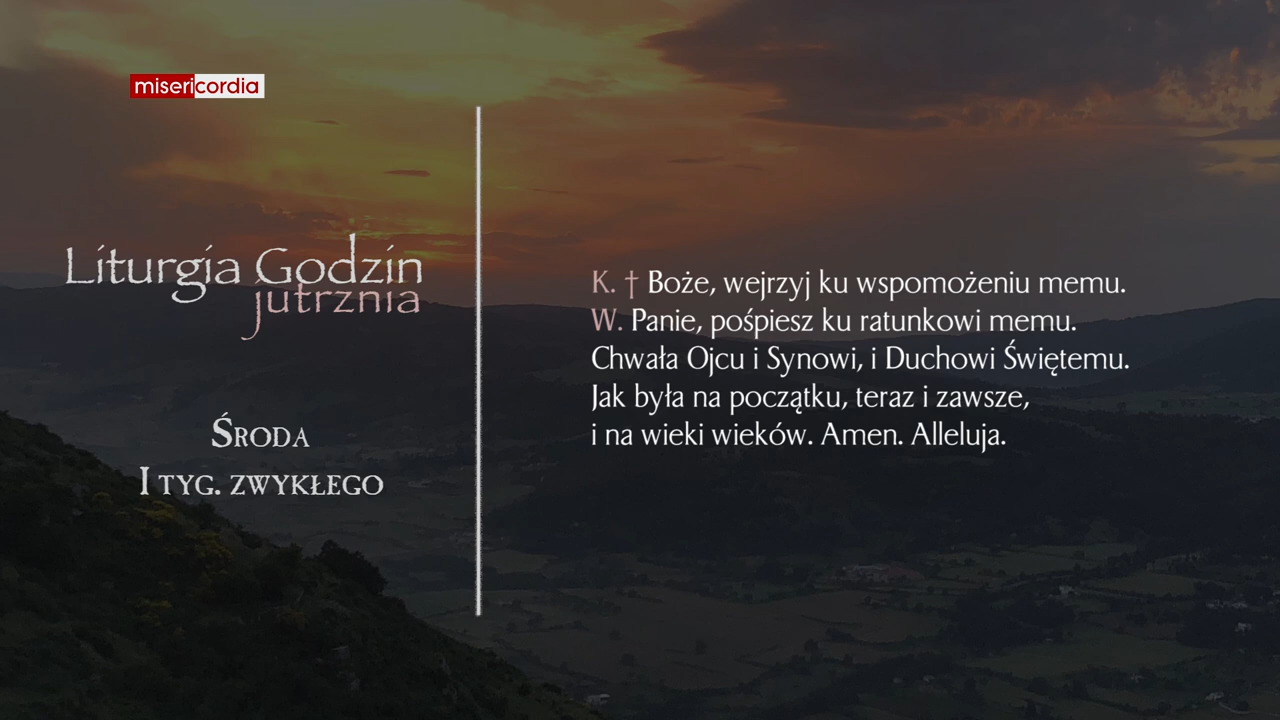 misericordia
Liturgia Godzin
jutrznia
Środa
I tyg. zwykłego
K. † Boże, wejrzyj ku wspomożeniu memu.
W. Panie, pośpiesz ku ratunkowi memu.
Chwała Ojcu i Synowi, i Duchowi Świętemu.
Jak była na początku, teraz i zawsze,
i na wieki wieków. Amen. Alleluja.